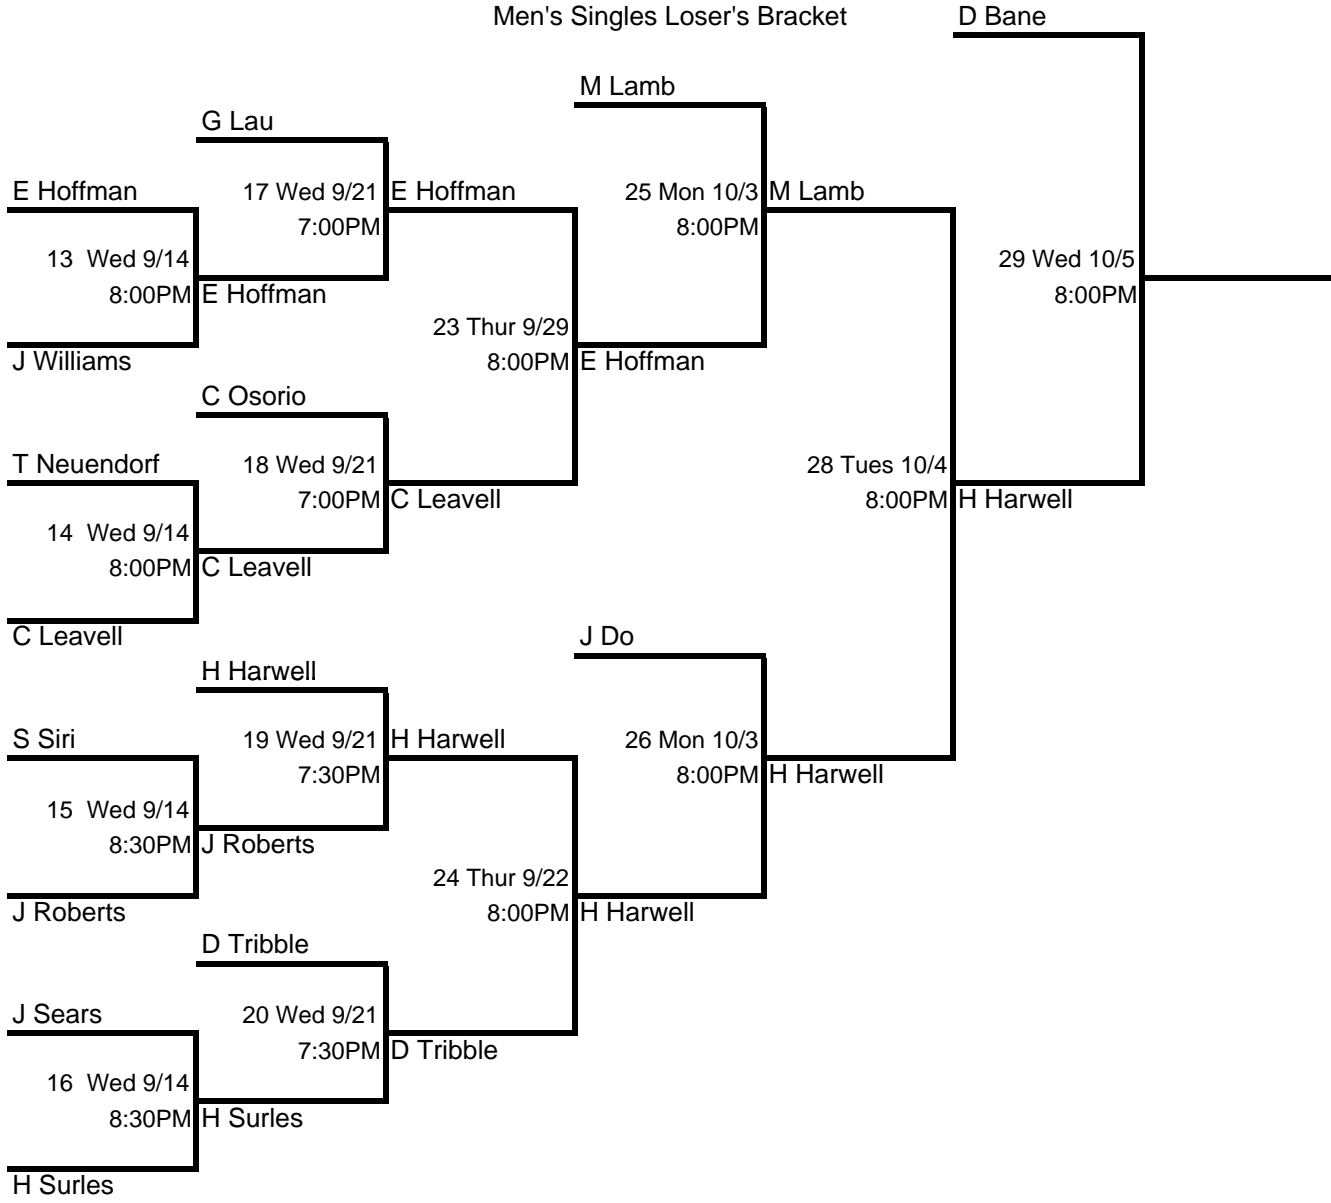 Men's Singles Loser's Bracket
D Bane
M Lamb
G Lau
E Hoffman
17 Wed 9/21
E Hoffman
25 Mon 10/3
M Lamb
7:00PM
8:00PM
13 Wed 9/14
29 Wed 10/5
8:00PM
E Hoffman
8:00PM
23 Thur 9/29
J Williams
8:00PM
E Hoffman
C Osorio
T Neuendorf
18 Wed 9/21
28 Tues 10/4
7:00PM
C Leavell
8:00PM
H Harwell
14 Wed 9/14
8:00PM
C Leavell
C Leavell
J Do
H Harwell
S Siri
19 Wed 9/21
H Harwell
26 Mon 10/3
7:30PM
8:00PM
H Harwell
15 Wed 9/14
8:30PM
J Roberts
24 Thur 9/22
J Roberts
8:00PM
H Harwell
D Tribble
J Sears
20 Wed 9/21
7:30PM
D Tribble
16 Wed 9/14
8:30PM
H Surles
H Surles